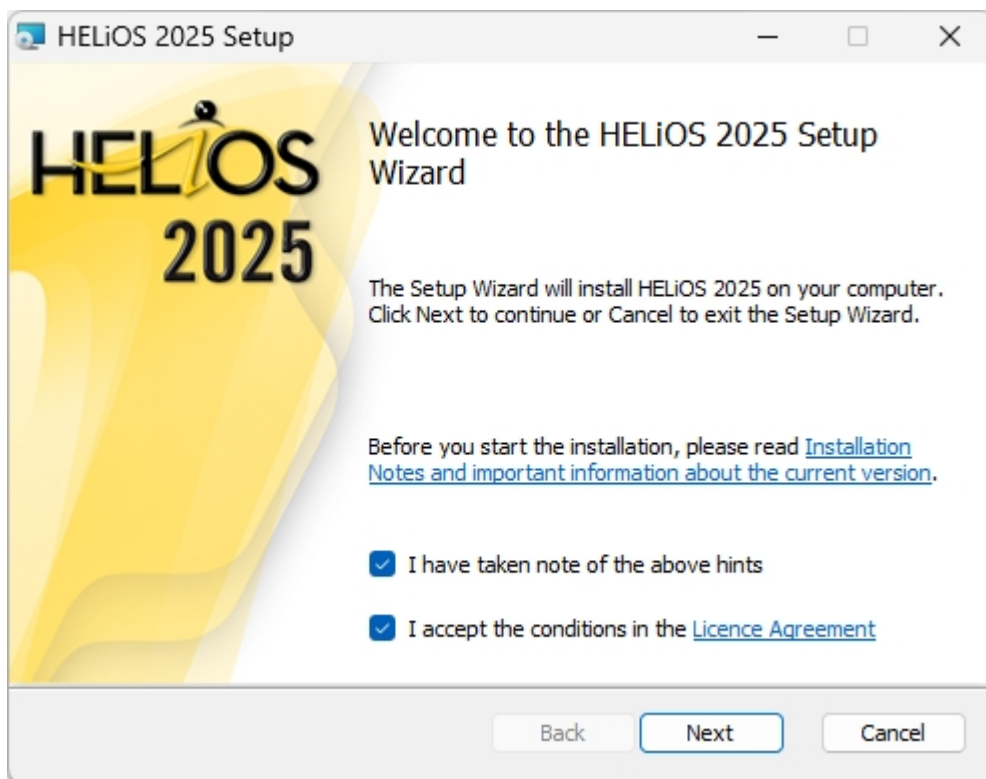 HELiOS 2025 Setup
HELiOS
2025
Welcome to the HELiOS 2025 Setup
Wizard
The Setup Wizard will install HELiOS 2025 on your computer.
Click Next to continue or Cancel to exit the Setup Wizard.
Before you start the installation, please read Installation
Notes and important information about the current version.
I have taken note of the above hints
I accept the conditions in the Licence Agreement
Back
Next
Cancel